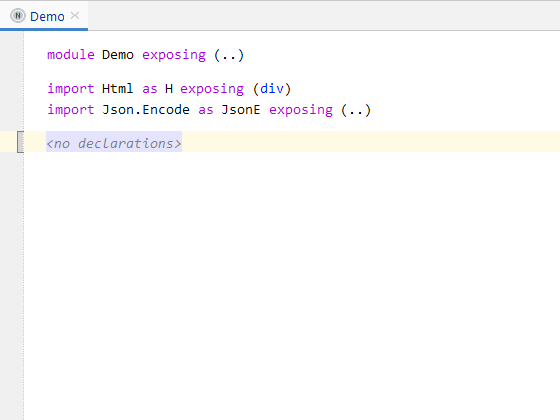 N Demo
module Demo exposing (..)
import Html as H exposing (div)
import Json.Encode as JsonE exposing (..)
<no declarations>